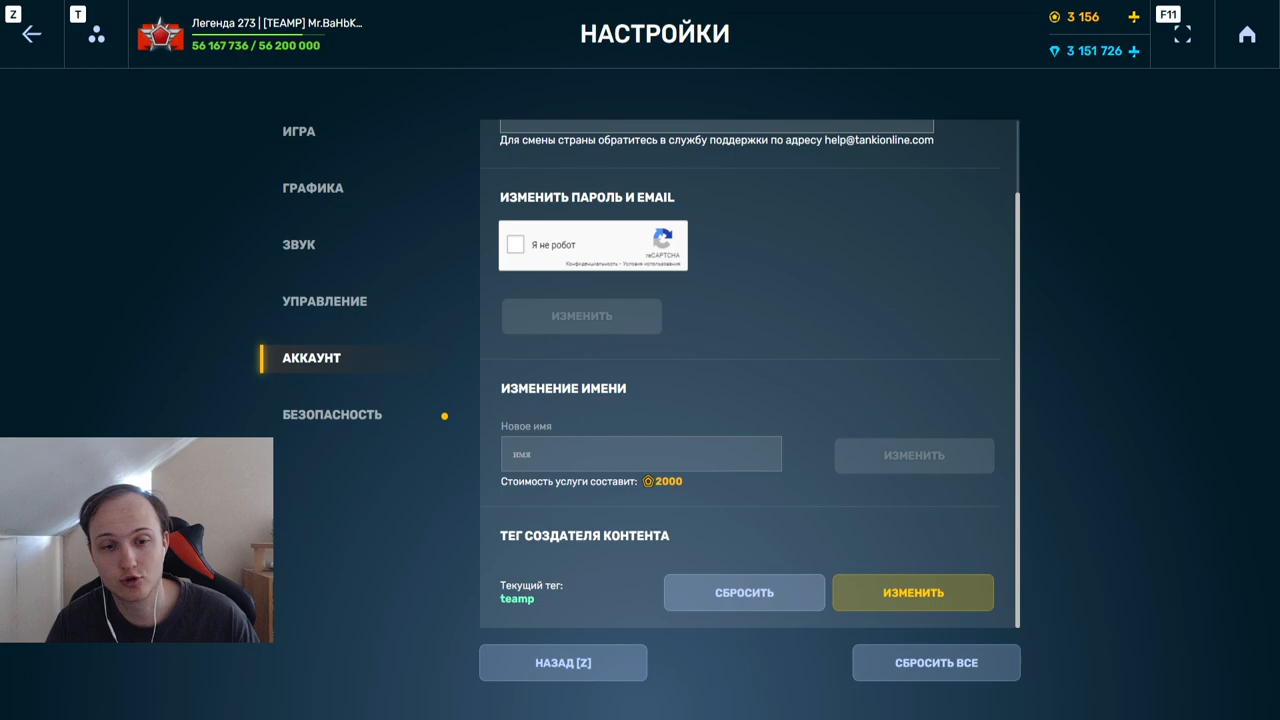 Z
T
Легенда 273 | [TEAMP] Mr.BaHbK...
56 167 736 / 56 200 000
НАСТРОЙКИ
3 156
3 151 726
F11
ИГРА
ГРАФИКА
ЗВУК
УПРАВЛЕНИЕ
АККАУНТ
БЕЗОПАСНОСТЬ
Для смены страны обратитесь в службу поддержки по адресу help@tankionline.com
ИЗМЕНИТЬ ПАРОЛЬ И EMAIL
Я не робот
reCAPTCHA
Конфиденциальность - Условия использования
ИЗМЕНИТЬ
ИЗМЕНЕНИЕ ИМЕНИ
Новое имя
имя
ИЗМЕНИТЬ
Стоимость услуги составит: 2000
ТЕГ СОЗДАТЕЛЯ КОНТЕНТА
Текущий тег:
teamp
СБРОСИТЬ
ИЗМЕНИТЬ
НАЗАД [Z]
СБРОСИТЬ ВСЕ